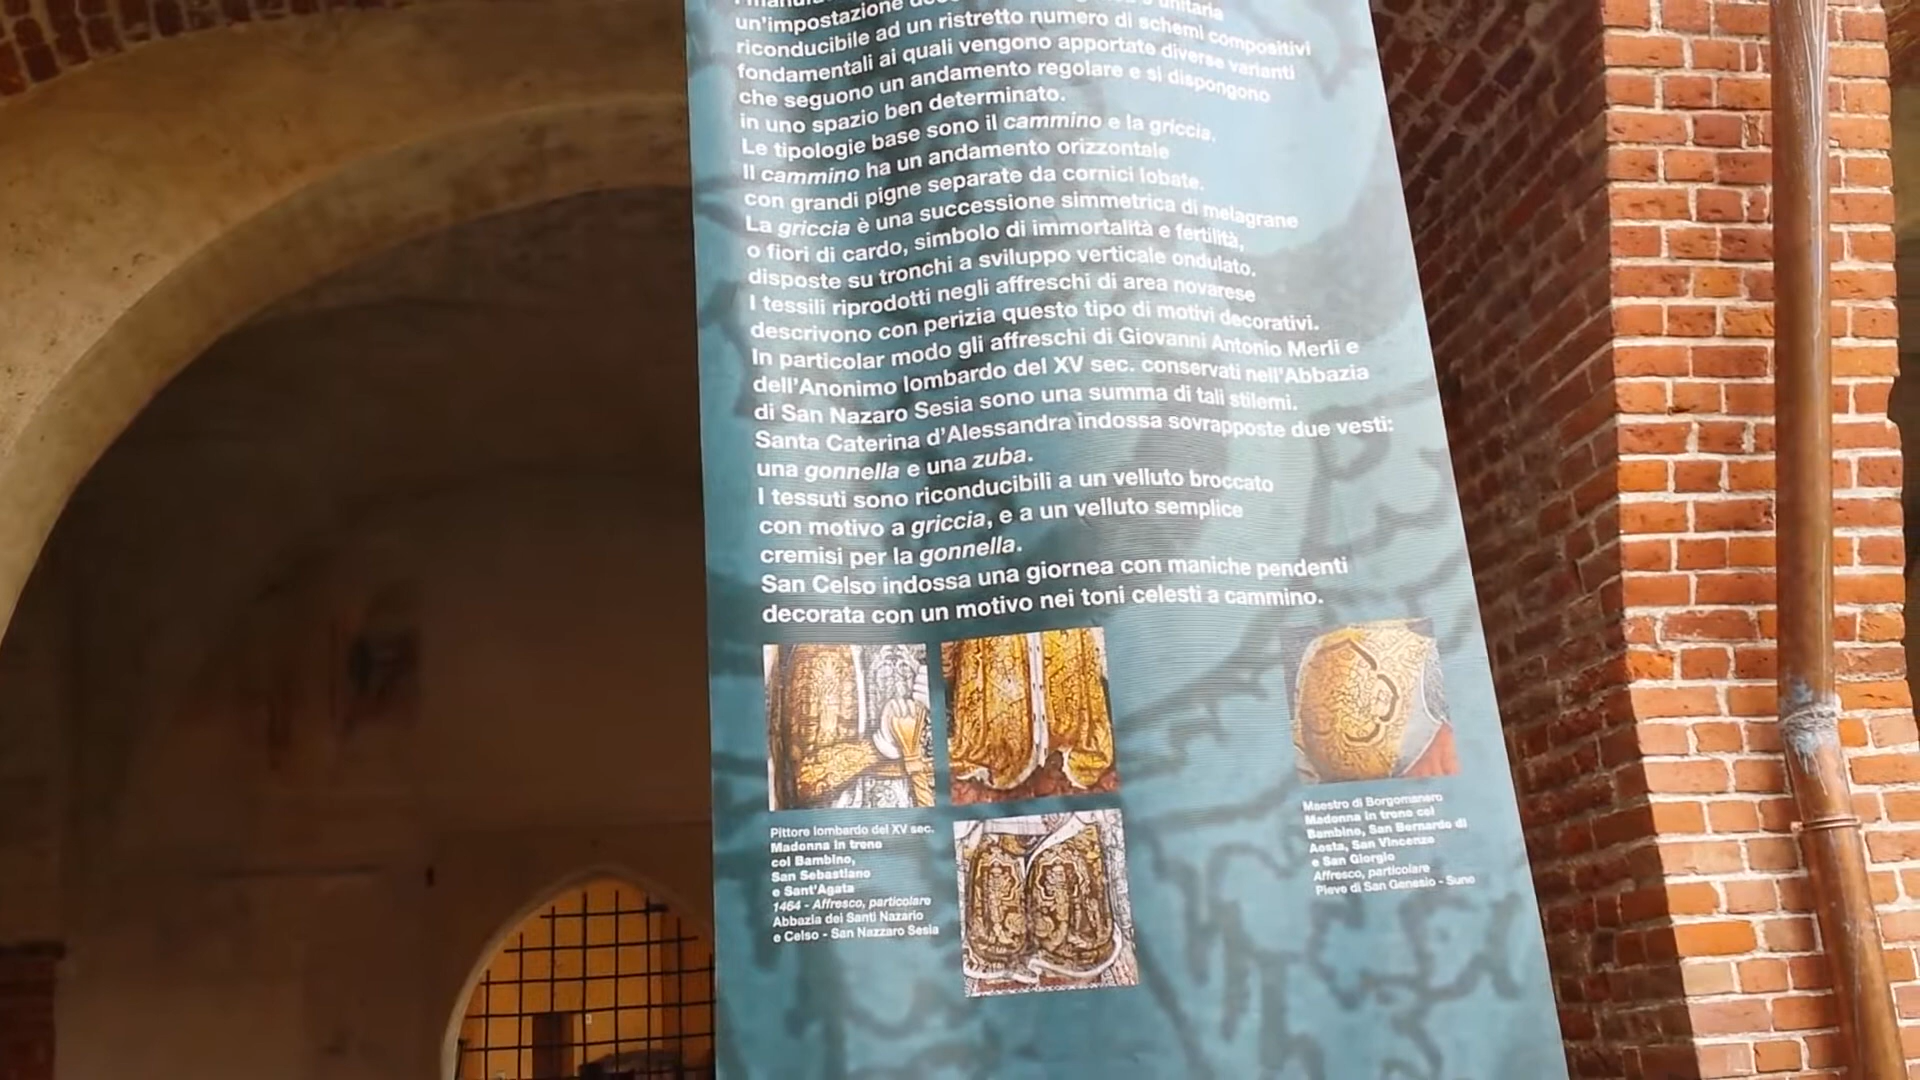 un'impostazione
riconducibile ad un ristretto numero di schemi compositivi
fondamentali ai quali vengono apportate diverse varianti
che seguono un andamento regolare e si dispongono
in uno spazio ben determinato.
Le tipologie base sono il cammino e la griccia.
Il cammino ha un andamento orizzontale
con grandi pigne separate da cornici lobate.
La griccia è una successione simmetrica di melagrane
o fiori di cardo, simbolo di immortalità e fertilità,
disposte su tronchi a sviluppo verticale ondulato.
I tessili riprodotti negli affreschi di area novarese
descrivono con perizia questo tipo di motivi decorativi.
In particolar modo gli affreschi di Giovanni Antonio Merli e
dell'Anonimo lombardo del XV sec. conservati nell'Abbazia
di San Nazaro Sesia sono una summa di tali stilemi.
Santa Caterina d'Alessandra indossa sovrapposte due vesti:
una gonnella e una zuba.
I tessuti sono riconducibili a un velluto broccato
con motivo a griccia, e a un velluto semplice
cremisi per la gonnella.
San Celso indossa una giornea con maniche pendenti
decorata con un motivo nei toni celesti a cammino.
Pittore lombardo del XV sec.
Madonna in trono
col Bambino,
San Sebastiano
e Sant'Agata
1464 - Affresco, particolare
Abbazia dei Santi Nazario
e Celso - San Nazzaro Sesia
Maestro di Borgomanero
Madonna in trono col
Bambino, San Bernardo di
Aosta, San Vincenzo
e San Giorgio
Affresco, particolare
Pieve di San Genesio - Suno